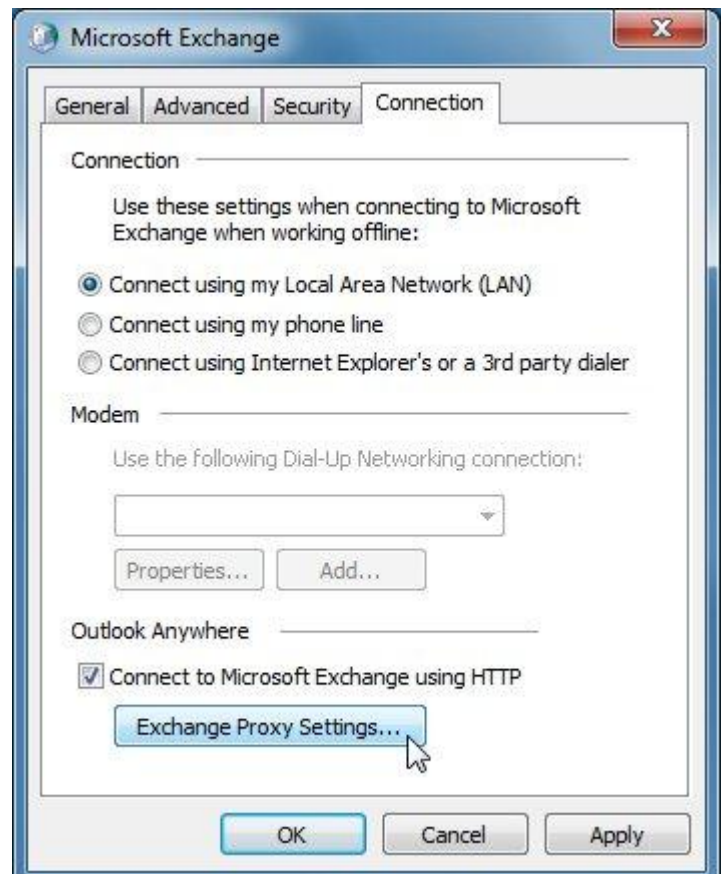 Microsoft Exchange
General Advanced Security Connection
Connection
Use these settings when connecting to Microsoft
Exchange when working offline:
Connect using my Local Area Network (LAN)
Connect using my phone line
Connect using Internet Explorer's or a 3rd party dialer
Modem
Use the following Dial-Up Networking connection:
Properties... Add...
Outlook Anywhere
Connect to Microsoft Exchange using HTTP
Exchange Proxy Settings...
OK Cancel Apply